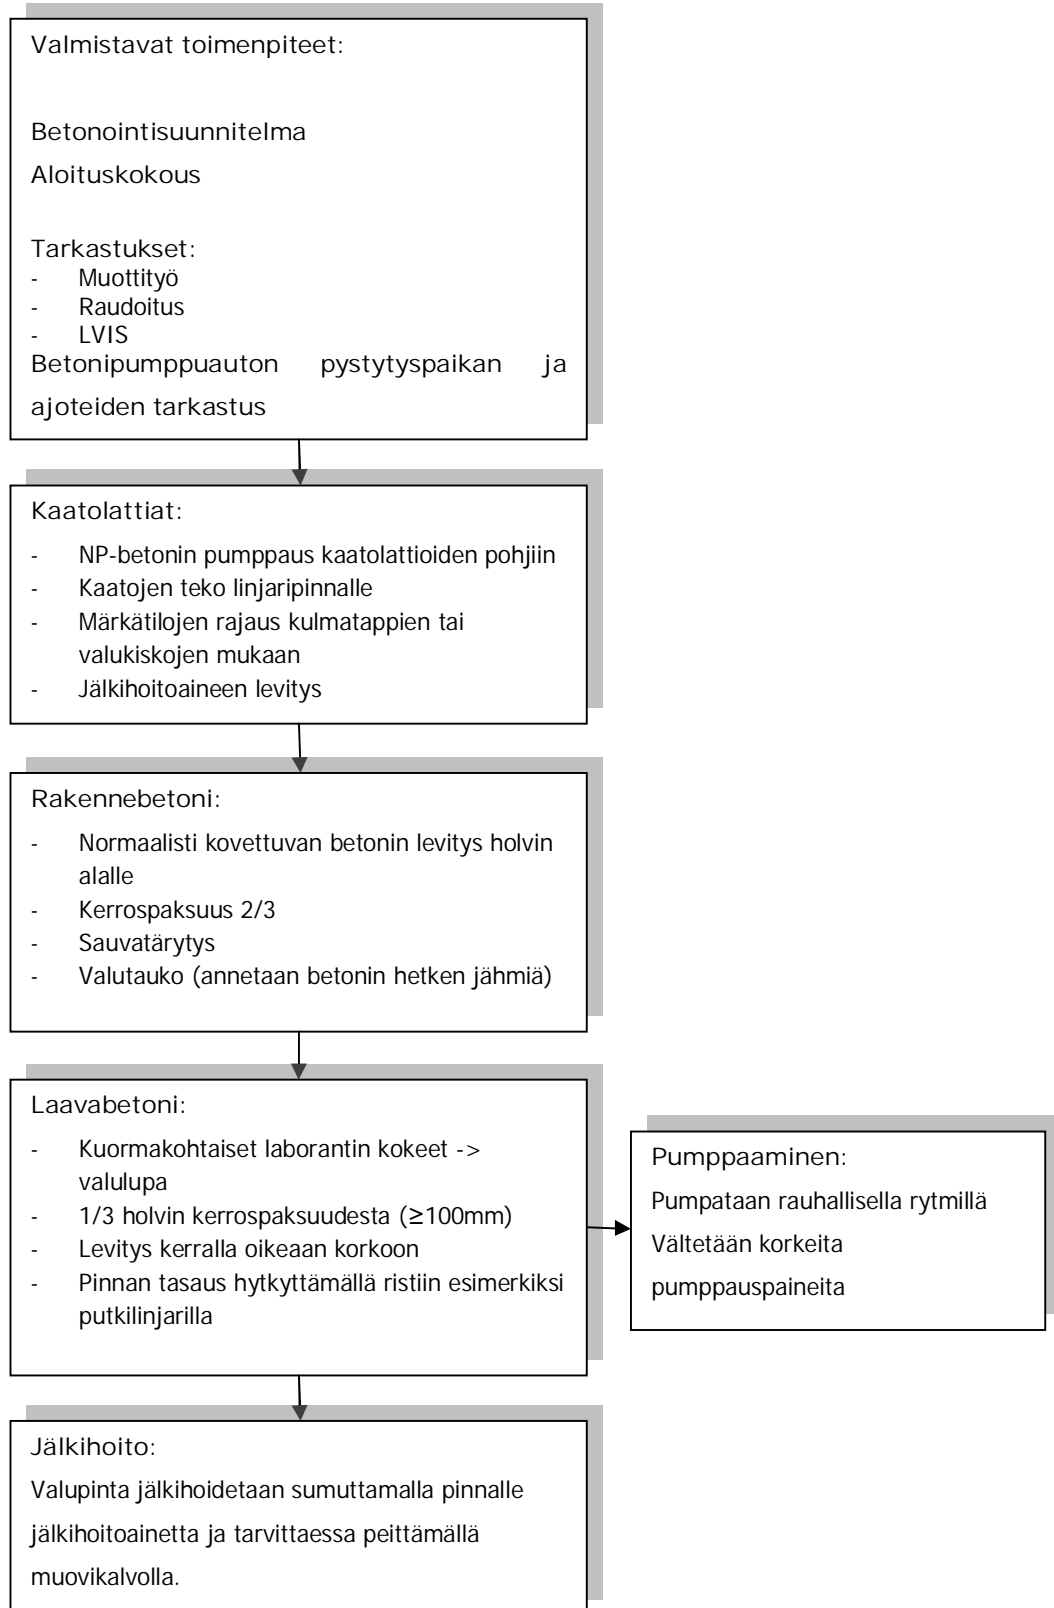 Valmistavat toimenpiteet:
Betonointisuunnitelma
Aloituskokous
Tarkastukset:
- Muottityö
- Raudoitus
- LVIS
Betonipumppuauton pystytyspaikan ja
ajoteiden tarkastus
Kaatolattiat:
- NP-betonin pumppaus kaatolattioiden pohjiin
- Kaatojen teko linjaripinnalle
- Märkätilojen rajaus kulmatappien tai
valukiskojen mukaan
- Jälkihoitoaineen levitys
Rakennebetoni:
- Normaalisti kovettuvan betonin levitys holvin
alalle
- Kerrospaksuus 2/3
- Sauvatärytys
- Valutauko (annetaan betonin hetken jähmiä)
Laavabetoni:
- Kuormakohtaiset laborantin kokeet ->
valulupa
- 1/3 holvin kerrospaksuudesta (≥100mm)
- Levitys kerralla oikeaan korkoon
- Pinnan tasaus hytkyttämällä ristiin esimerkiksi
putkilinjarilla
Pumppaaminen:
Pumpataan rauhallisella rytmillä
Vältetään korkeita
pumppauspaineita
Jälkihoito:
Valupinta jälkihoidetaan sumuttamalla pinnalle
jälkihoitoainetta ja tarvittaessa peittämällä
muovikalvolla.